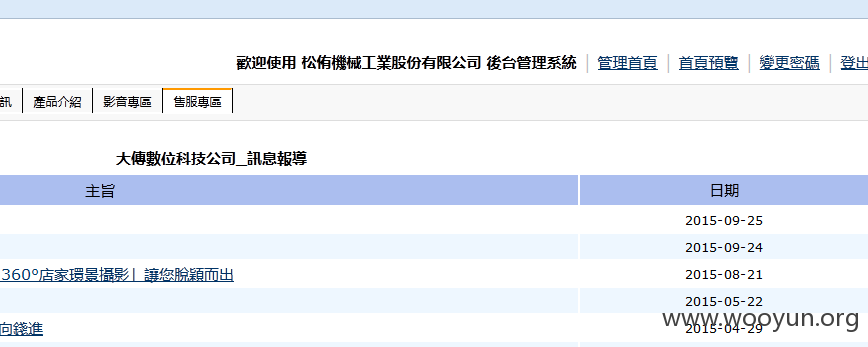 歡迎使用 松侑機械工業股份有限公司 後台管理系統 | 管理首頁 | 首頁預覽 | 變更密碼 | 登出
訊 產品介紹 影音專區 售服專區
大傳數位科技公司_訊息報導
主旨 日期
2015-09-25
2015-09-24
360°店家環景攝影| 讓您脫穎而出 2015-08-21
2015-05-22
向錢進 2015-04-29
www.wooyun.org